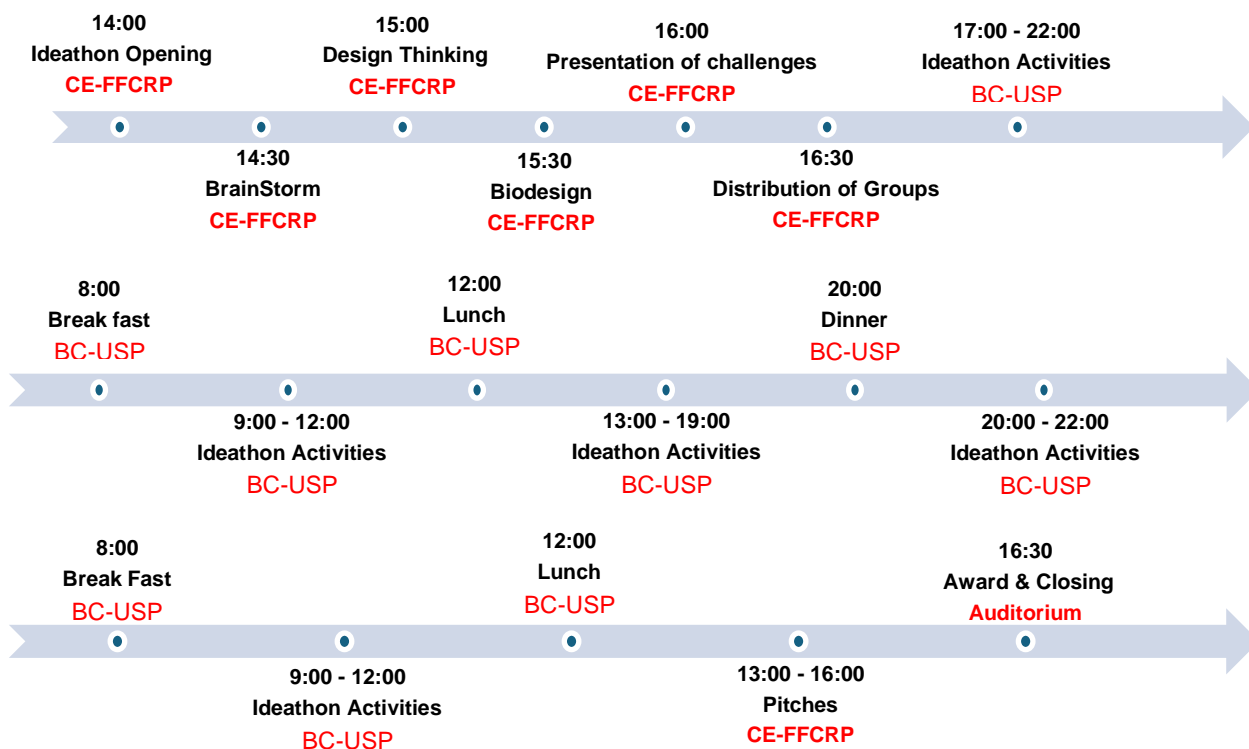 14:00
Ideathon Opening
CE-FFCRP
14:30
BrainStorm
CE-FFCRP
15:00
Design Thinking
CE-FFCRP
15:30
Biodesign
CE-FFCRP
16:00
Presentation of challenges
CE-FFCRP
16:30
Distribution of Groups
CE-FFCRP
17:00 - 22:00
Ideathon Activities
BC-USP
8:00
Break fast
BC-USP
9:00 - 12:00
Ideathon Activities
BC-USP
12:00
Lunch
BC-USP
13:00 - 19:00
Ideathon Activities
BC-USP
20:00
Dinner
BC-USP
20:00 - 22:00
Ideathon Activities
BC-USP
8:00
Break Fast
BC-USP
9:00 - 12:00
Ideathon Activities
BC-USP
12:00
Lunch
BC-USP
13:00 - 16:00
Pitches
CE-FFCRP
16:30
Award & Closing
Auditorium